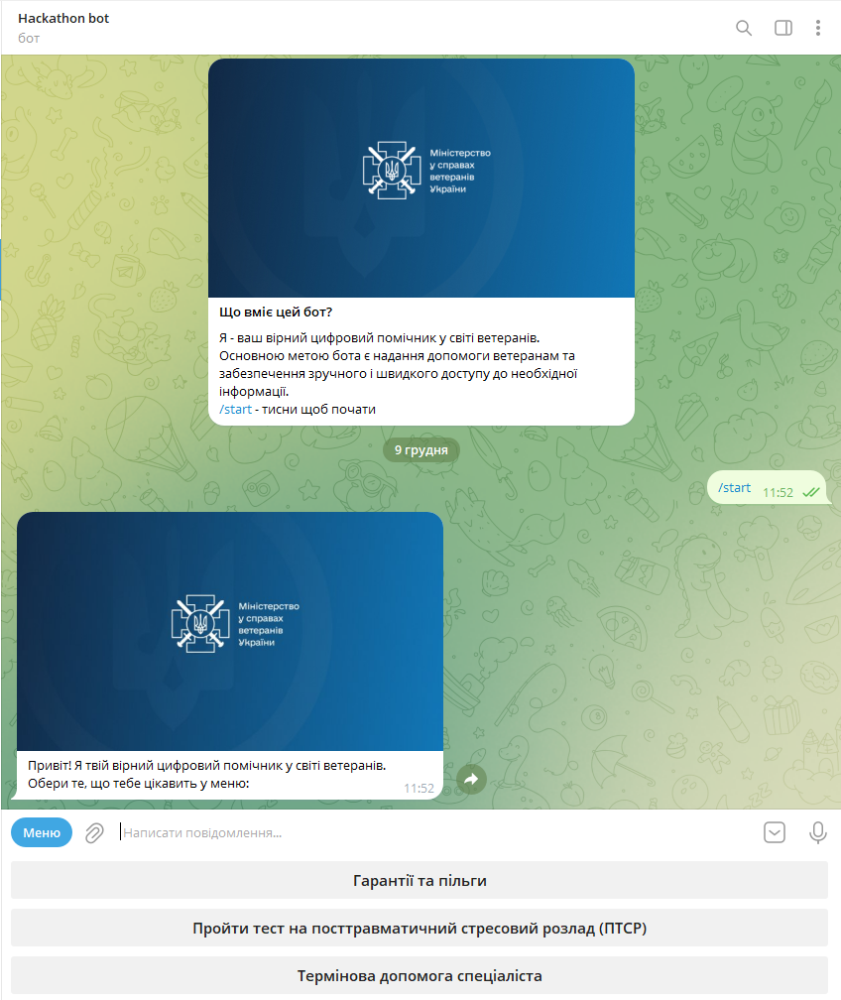 Hackathon bot
бот
Міністерство
у справах
ветеранів
України
Що вміє цей бот?
Я - ваш вірний цифровий помічник у світі ветеранів.
Основною метою бота є надання допомоги ветеранам та
забезпечення зручного і швидкого доступу до необхідної
інформації.
/start - тисни щоб почати
9 грудня
/start 11:52
Міністерство
у справах
ветеранів
України
Привіт! Я твій вірний цифровий помічник у світі ветеранів.
Обери те, що тебе цікавить у меню:
11:52
Меню
Написати повідомлення...
Гарантії та пільги
Пройти тест на посттравматичний стресовий розлад (ПТСР)
Термінова допомога спеціаліста